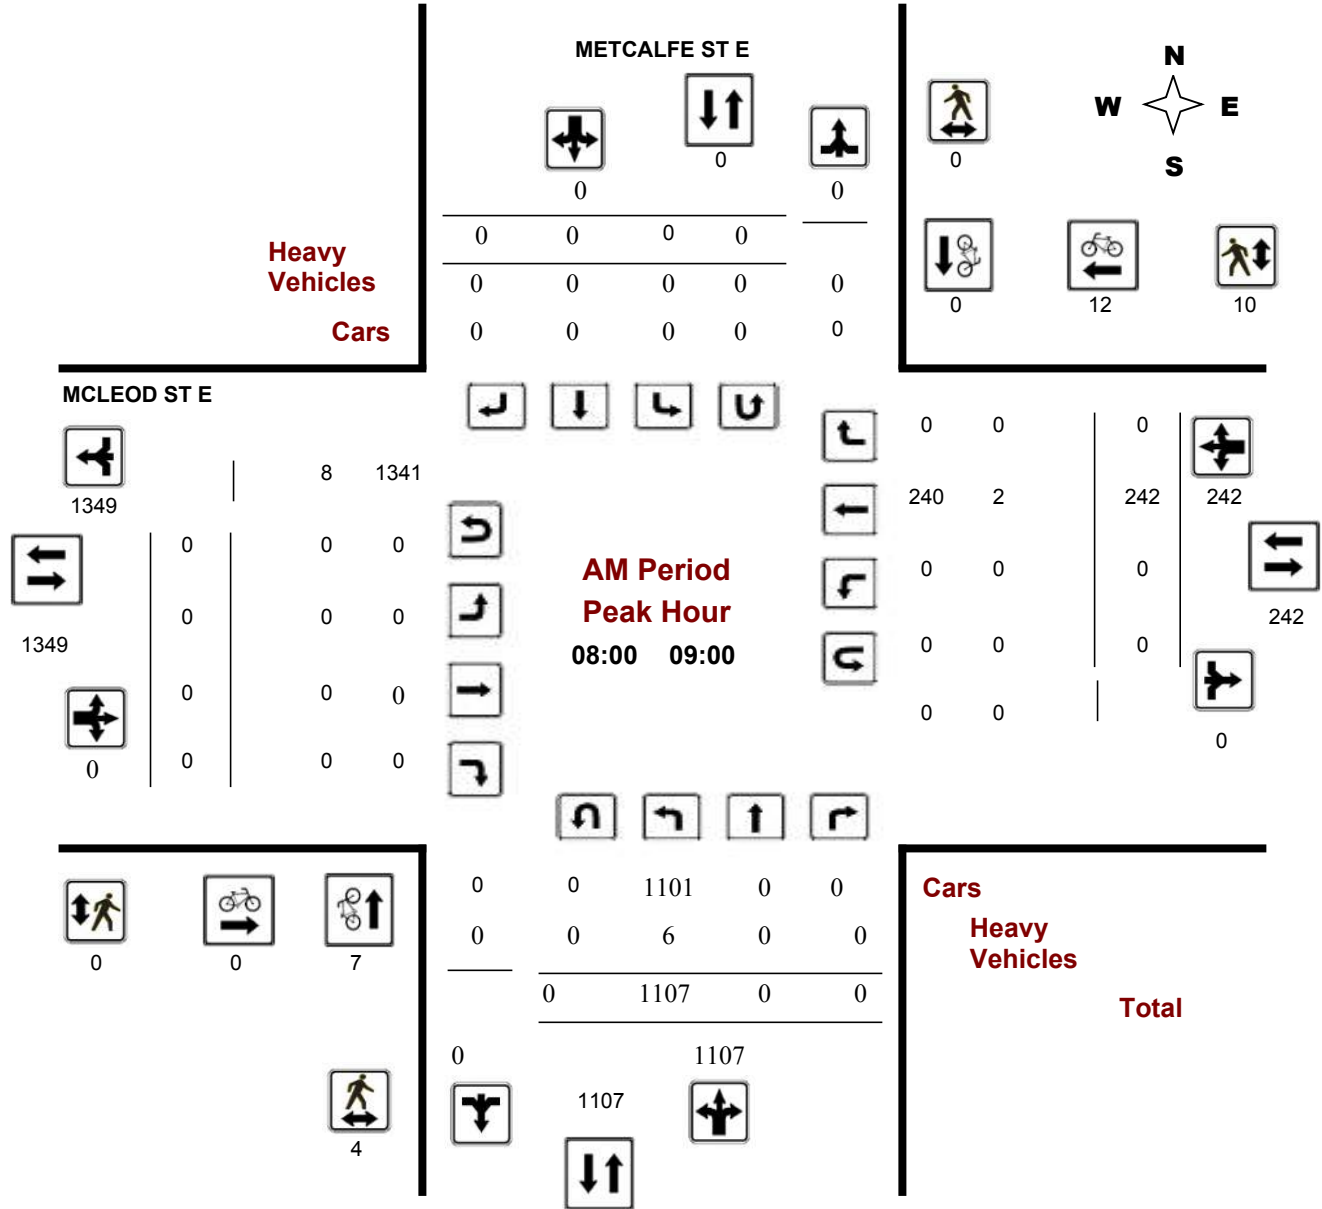 METCALFE ST E
N
W E
S
0
0
0 0
0 0 0 0
Heavy
Vehicles
0 0 0 0 0
Cars
0 0 0 0 0
0 12 10
MCLEOD ST E
8 1341
1349
0 0 0
0 0 0
1349
0 0 0
0
0 0 0
AM Period
Peak Hour
08:00 09:00
0 0 0
240 2 242 242
0 0 0
242
0 0 0
0 0
0
0 0 1101 0 0
0 0 6 0 0
0 1107 0 0
0 1107
1107
Cars
Heavy
Vehicles
Total
0 0 7
4